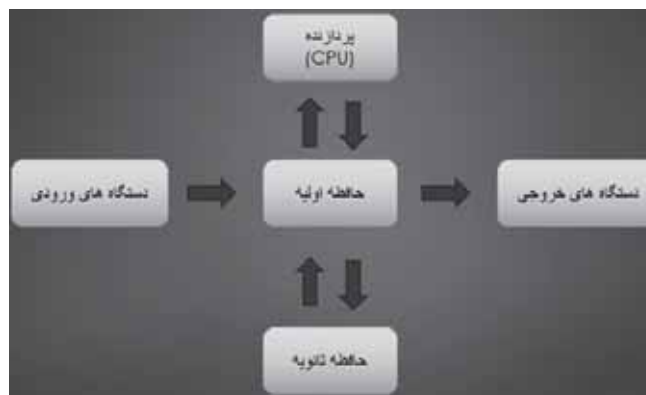 پردازنده
(CPU)
دستگاه های ورودی
حافظه اولیه
دستگاه های خروجی
حافظه ثانویه